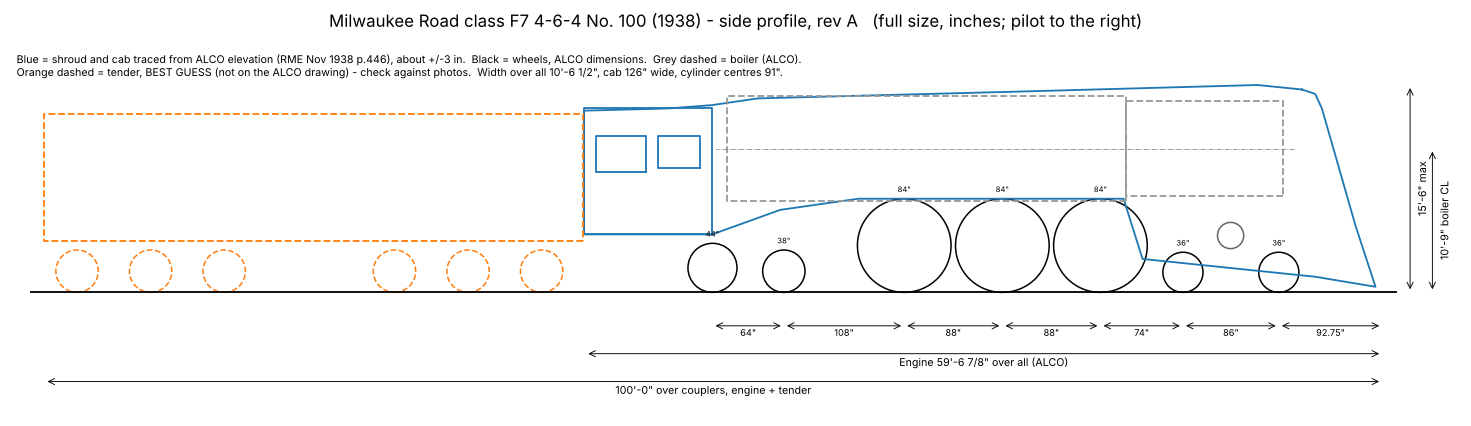 Milwaukee Road class F7 4-6-4 No. 100 (1938) - side profile, rev A (full size, inches; pilot to the right)
Blue = shroud and cab traced from ALCO elevation (RME Nov 1938 p.446), about +/-3 in. Black = wheels, ALCO dimensions. Grey dashed = boiler (ALCO).
Orange dashed = tender, BEST GUESS (not on the ALCO drawing) - check against photos. Width over all 10'-6 1/2", cab 126" wide, cylinder centres 91".
84"
84"
84"
15'-6" max
10'-9" boiler CL
44"
38"
36"
36"
64"
108"
88"
88"
74"
86"
92.75"
Engine 59'-6 7/8" over all (ALCO)
100'-0" over couplers, engine + tender